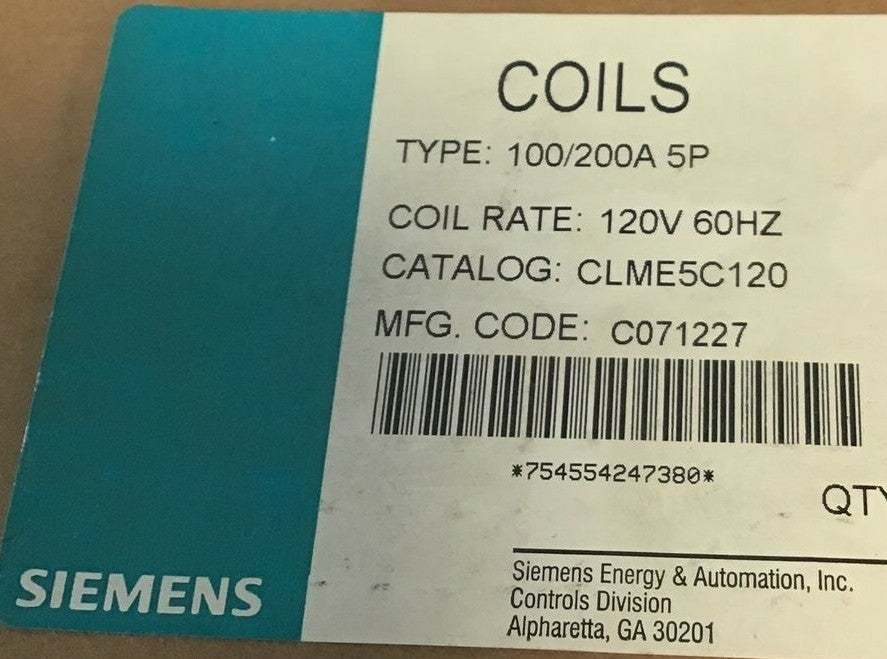 COILS
TYPE: 100/200A 5P
COIL RATE: 120V 60HZ
CATALOG: CLME5C120
MFG. CODE: C071227
*754554247380*
QTY
SIEMENS
Siemens Energy & Automation, Inc.
Controls Division
Alpharetta, GA 30201